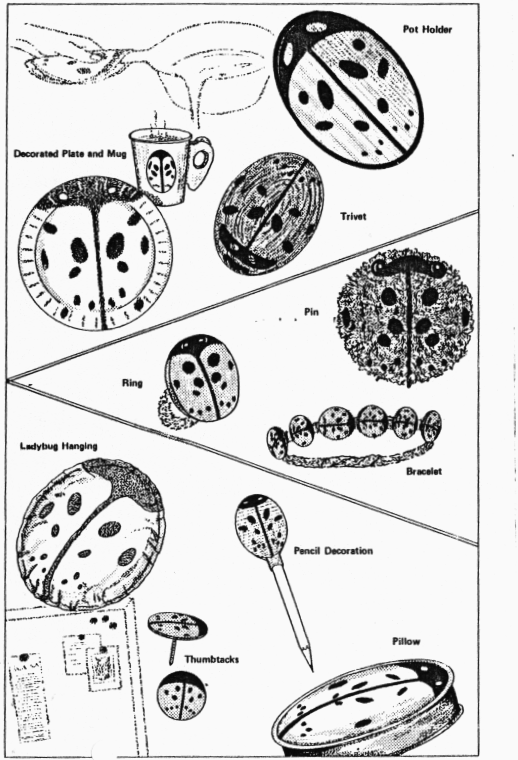 Pot Holder
Decorated Plate and Mug
Trivet
Pin
Ring
Bracelet
Ladybug Hanging
Pencil Decoration
Thumbtacks
Pillow